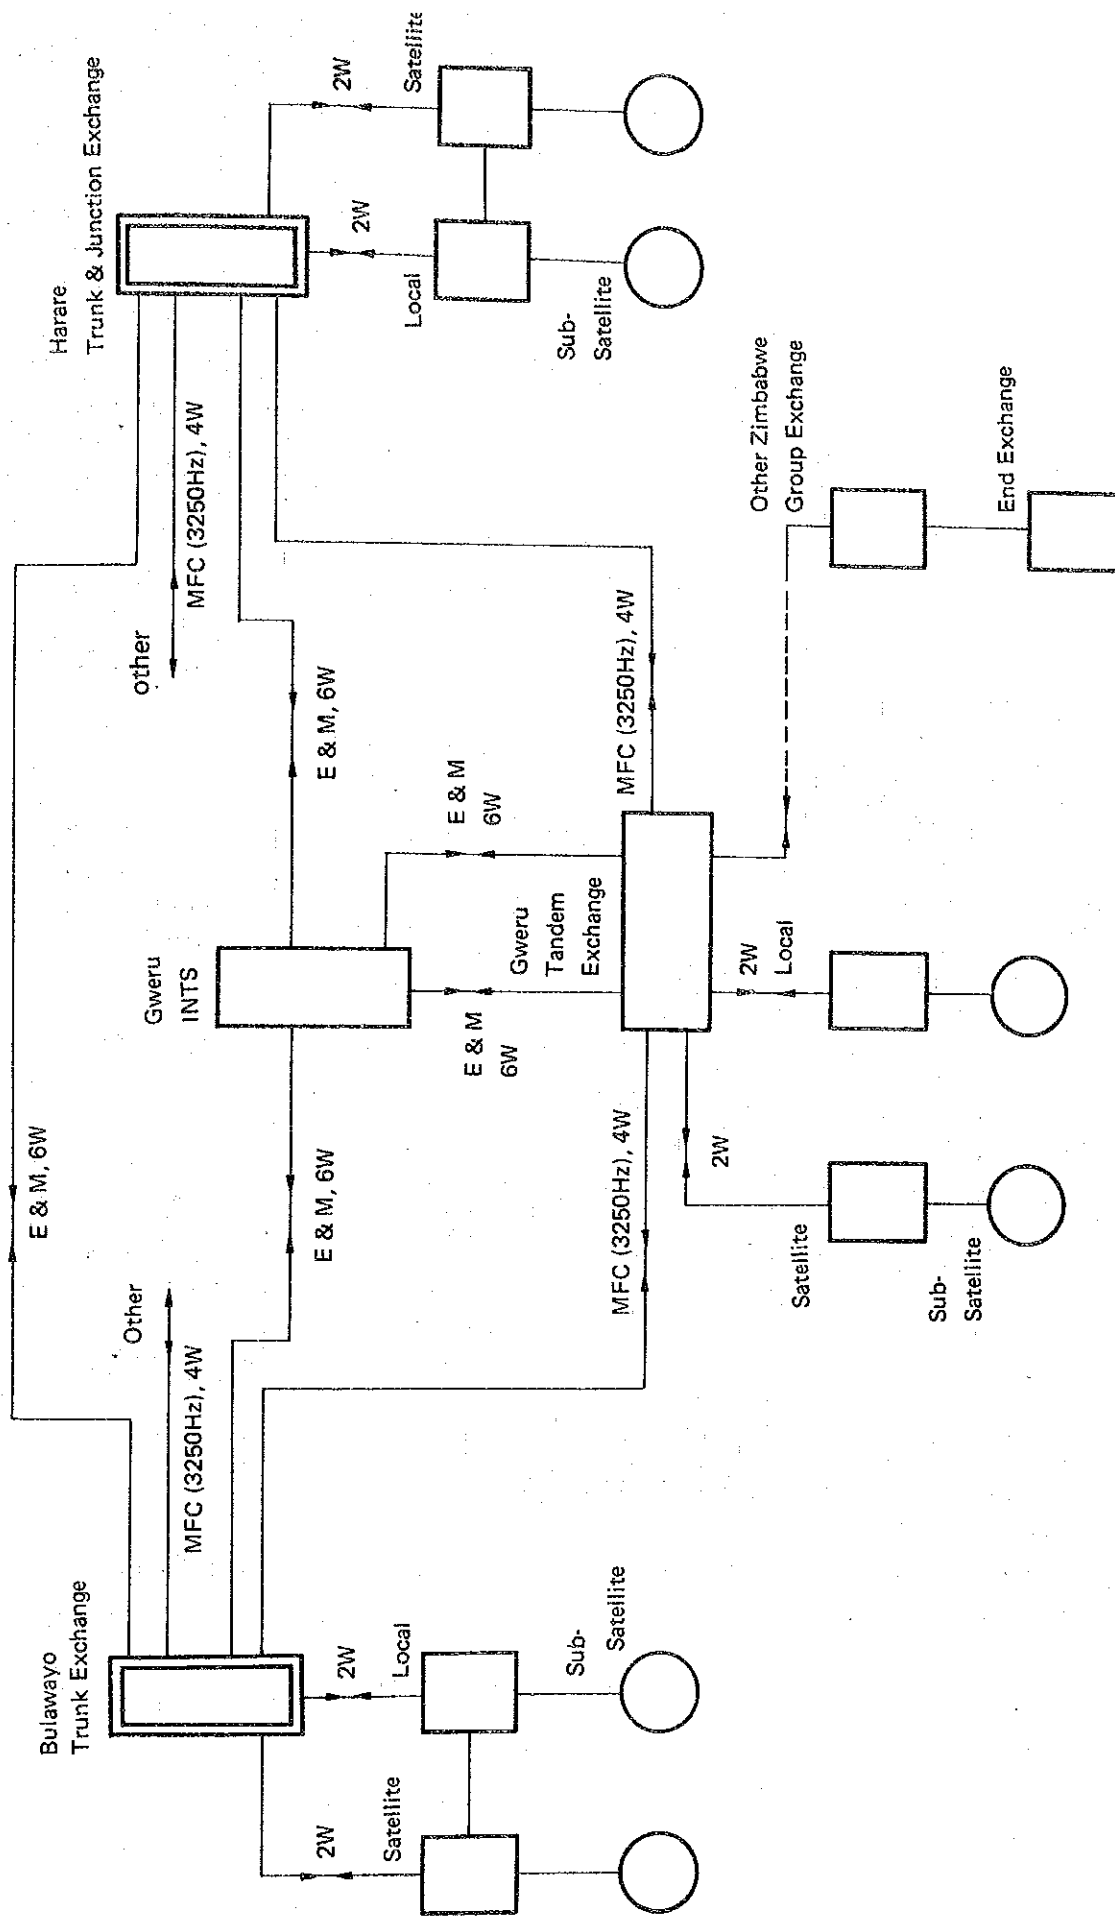 Bulawayo
Trunk Exchange
Harare
Trunk & Junction Exchange
E & M, 6W
Other
MFC (3250Hz), 4W
other
MFC (3250Hz), 4W
Gweru
INTS
E & M, 6W
E & M, 6W
2W
Satellite
2W
Local
Sub-
Satellite
E & M
6W
E & M
6W
2W
Local
2W
Satellite
Sub-
Satellite
Gweru
Tandem
Exchange
MFC (3250Hz), 4W
MFC (3250Hz), 4W
2W
Satellite
Sub-
Satellite
2W
Local
Other Zimbabwe
Group Exchange
End Exchange